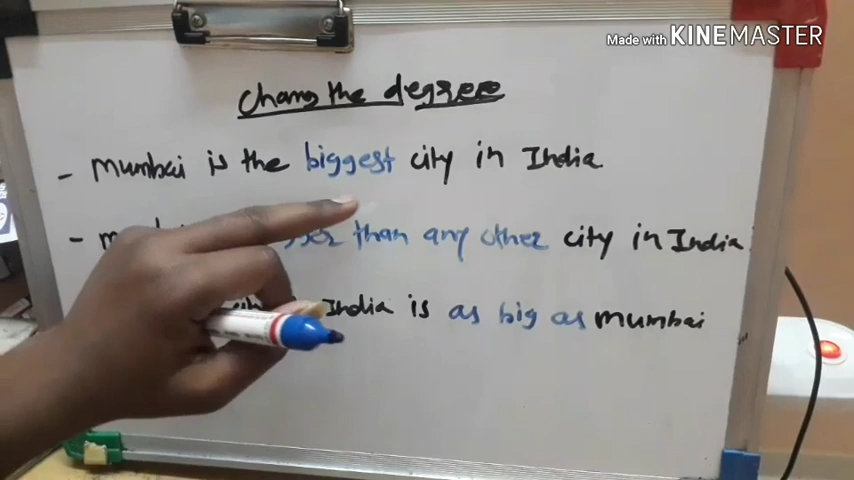 Made with KINEMASTER
Chang the degree
- Mumbai is the biggest city in India
- than any other city in India
India is as big as mumbai